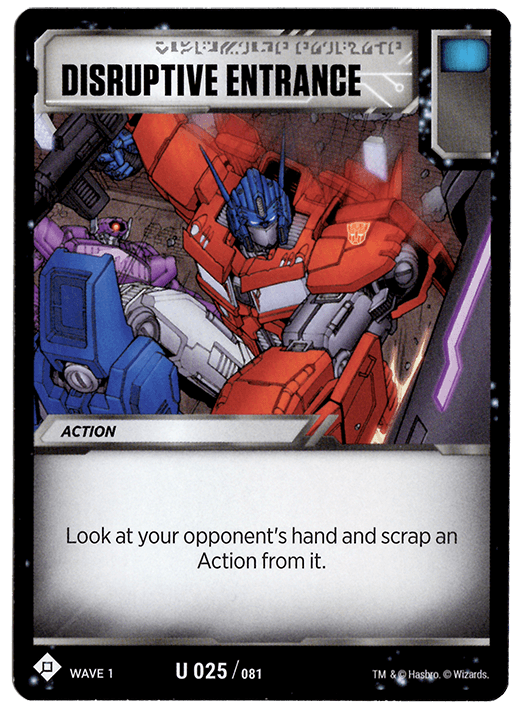 DISRUPTIVE ENTRANCE
ACTION
Look at your opponent's hand and scrap an
Action from it.
WAVE 1 U 025/081 TM & © Hasbro. © Wizards.